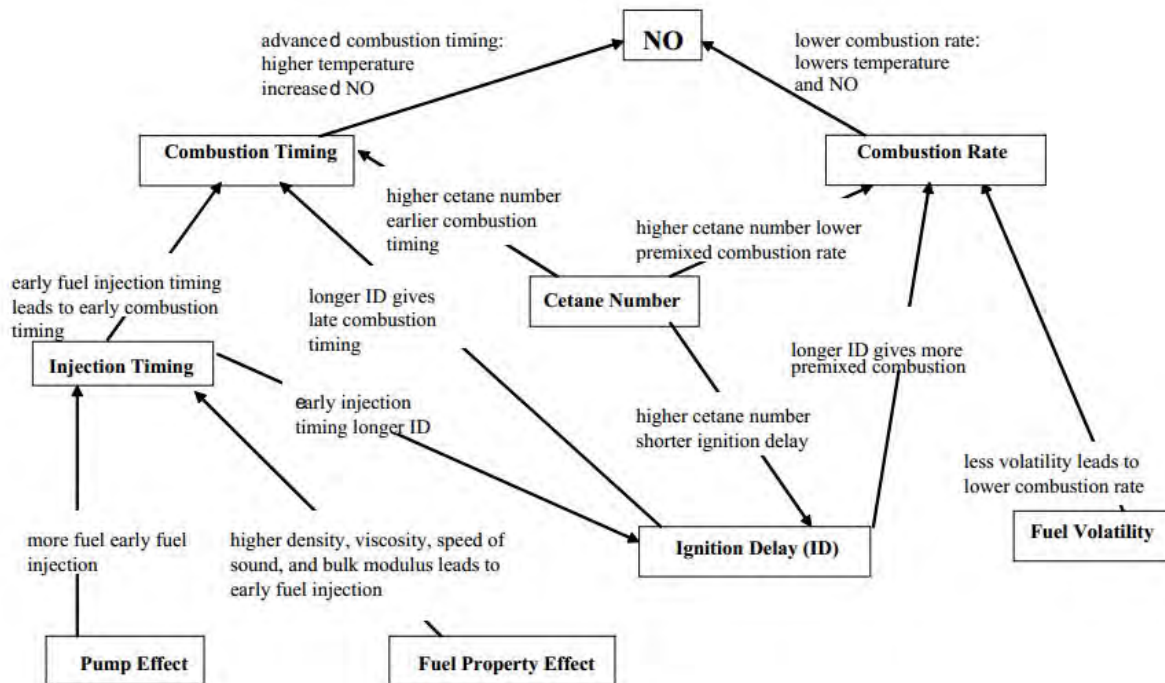 NO
advanced combustion timing:
higher temperature
increased NO
lower combustion rate:
lowers temperature
and NO
Combustion Timing
Combustion Rate
higher cetane number
earlier combustion
timing
higher cetane number lower
premixed combustion rate
early fuel injection timing
leads to early combustion
timing
longer ID gives
late combustion
timing
Cetane Number
Injection Timing
longer ID gives more
premixed combustion
early injection
timing longer ID
higher cetane number
shorter ignition delay
less volatility leads to
lower combustion rate
more fuel early fuel
injection
higher density, viscosity, speed of
sound, and bulk modulus leads to
early fuel injection
Ignition Delay (ID)
Fuel Volatility
Pump Effect
Fuel Property Effect